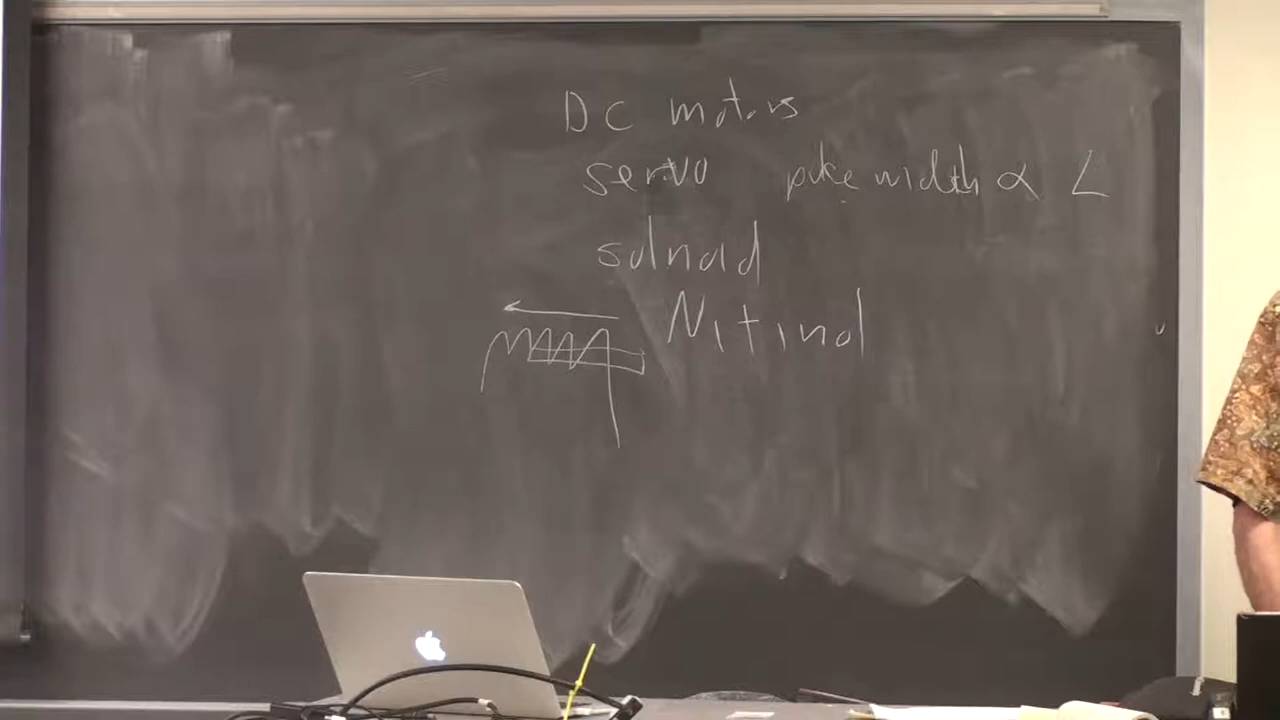 DC motors
servo pulse width ∝ ∠
solnoid
Nitinol